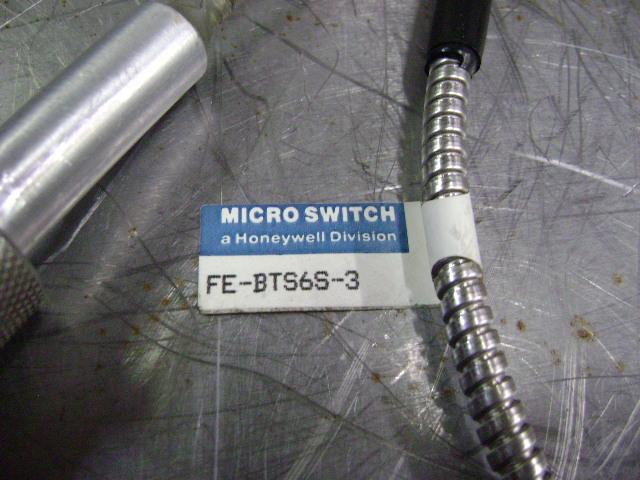 MICRO SWITCH
a Honeywell Division
FE-BTS6S-3